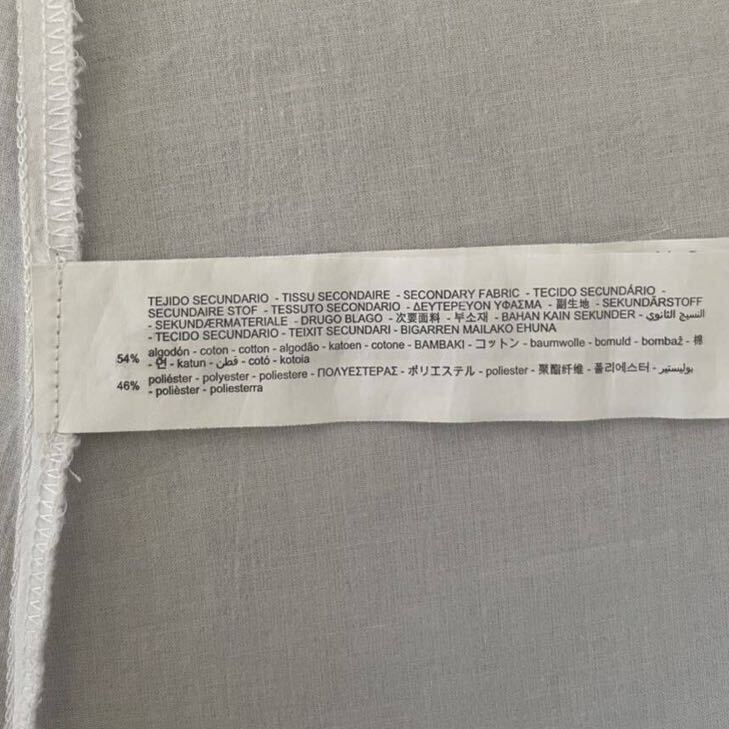 TEJIDO SECUNDARIO - TISSU SECONDAIRE - SECONDARY FABRIC - TECIDO SECUNDÁRIO -
SECUNDAIRE STOF - TESSUTO SECONDARIO - ΔΕΥΤΕΡΕΥΟΝ ΥΦΑΣΜΑ - 副生地 - SEKUNDÄRSTOFF
- SEKUNDÆRMATERIALE - DRUGO BLAGO - 次要面料 - 부소재 - BAHAN KAIN SEKUNDER - النسيج الثانوي
- TECIDO SECUNDARIO - TEIXIT SECUNDARI - BIGARREN MAILAKO EHUNA
54% algodón - coton - cotton - algodão - katoen - cotone - ΒΑΜΒΑΚΙ - コットン - baumwolle - bomuld - bombaž - 棉
- 면 - katun - قطن - cotó - kotoia
46% poliéster - polyester - poliestere - ΠΟΛΥΕΣΤΕΡΑΣ - ポリエステル - poliester - 聚酯纤维 - 폴리에스터 - بوليستير
- polièster - poliesterra